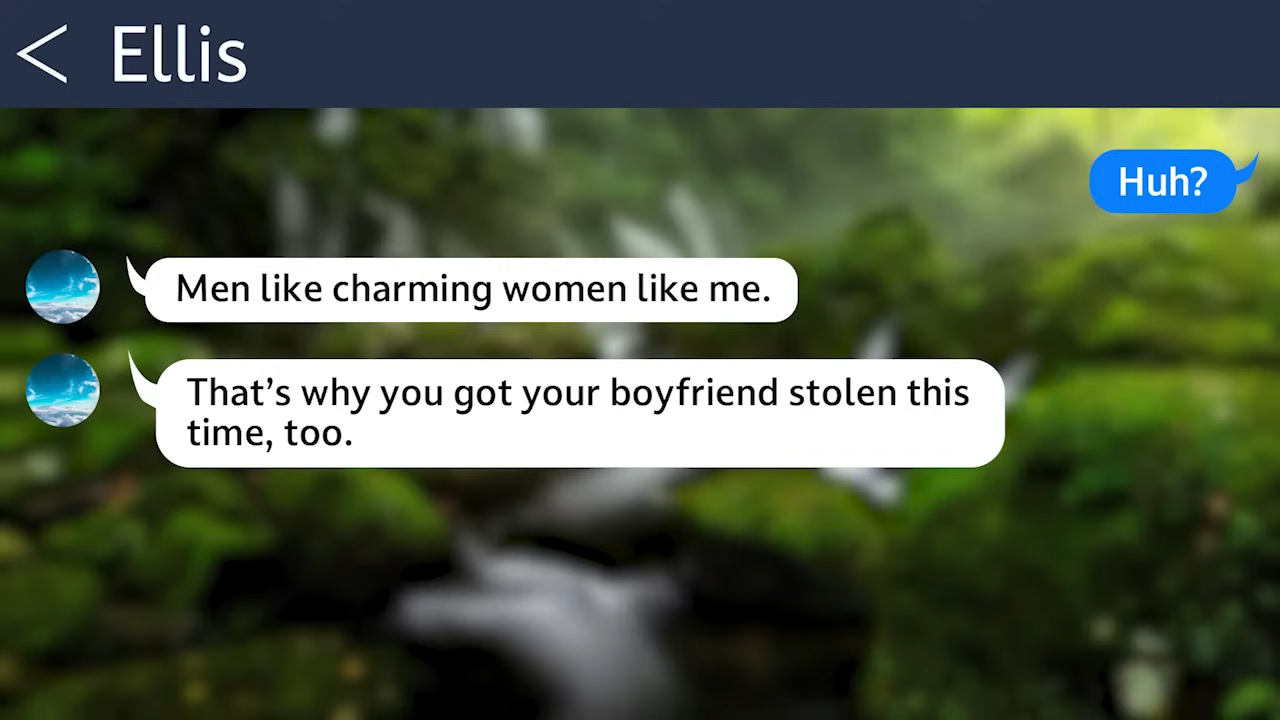 < Ellis
Huh?
Men like charming women like me.
That’s why you got your boyfriend stolen this
time, too.